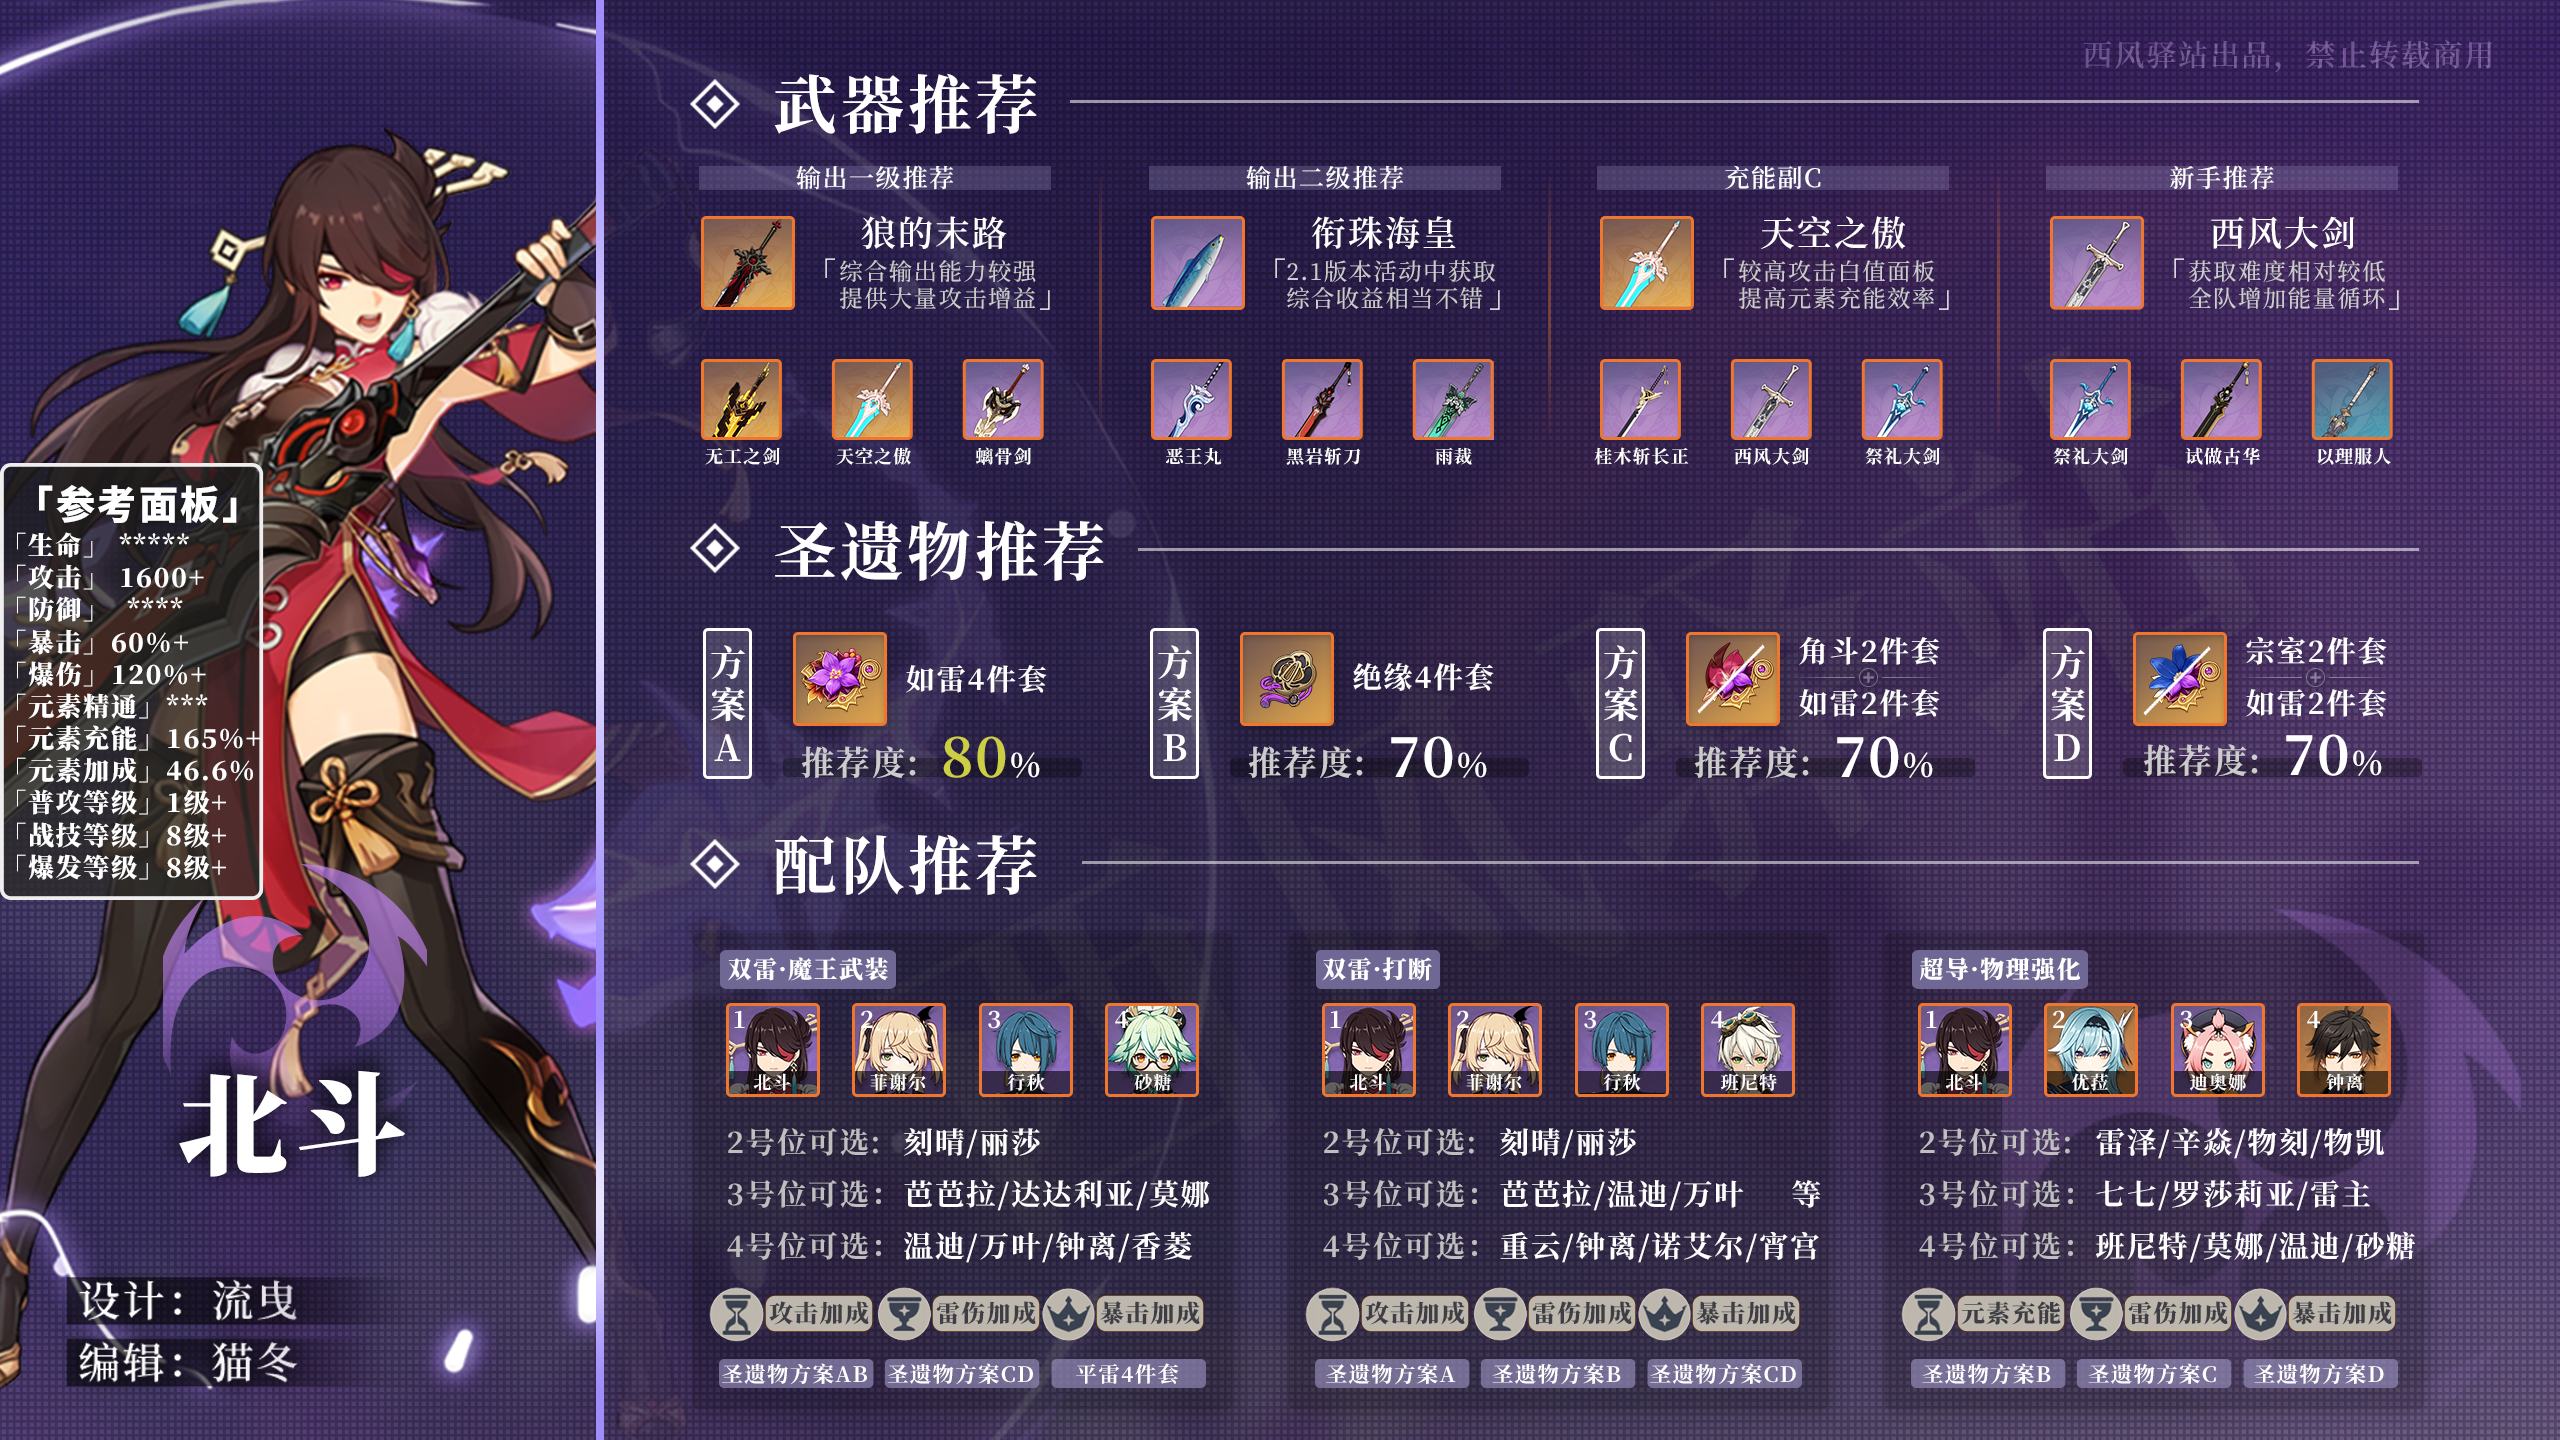 西风驿站出品，禁止转载商用
武器推荐
输出一级推荐
狼的末路
「综合输出能力较强
提供大量攻击增益」
无工之剑
天空之傲
螭骨剑
输出二级推荐
衔珠海皇
「2.1版本活动中获取
综合收益相当不错」
恶王丸
黑岩斩刀
雨裁
充能副C
天空之傲
「较高攻击白值面板
提高元素充能效率」
桂木斩长正
西风大剑
祭礼大剑
新手推荐
西风大剑
「获取难度相对较低
全队增加能量循环」
祭礼大剑
试做古华
以理服人
「参考面板」
「生命」 *****
「攻击」 1600+
「防御」 ****
「暴击」60%+
「爆伤」120%+
「元素精通」***
「元素充能」165%+
「元素加成」46.6%
「普攻等级」1级+
「战技等级」8级+
「爆发等级」8级+
北斗
设计：流曳
编辑：猫冬
圣遗物推荐
方案A
如雷4件套
推荐度：80%
方案B
绝缘4件套
推荐度：70%
方案C
角斗2件套
如雷2件套
推荐度：70%
方案D
宗室2件套
如雷2件套
推荐度：70%
配队推荐
双雷·魔王武装
1 北斗
2 菲谢尔
3 行秋
4 砂糖
2号位可选：刻晴/丽莎
3号位可选：芭芭拉/达达利亚/莫娜
4号位可选：温迪/万叶/钟离/香菱
攻击加成 雷伤加成 暴击加成
圣遗物方案AB 圣遗物方案CD 平雷4件套
双雷·打断
1 北斗
2 菲谢尔
3 行秋
4 班尼特
2号位可选：刻晴/丽莎
3号位可选：芭芭拉/温迪/万叶 等
4号位可选：重云/钟离/诺艾尔/宵宫
攻击加成 雷伤加成 暴击加成
圣遗物方案A 圣遗物方案B 圣遗物方案CD
超导·物理强化
1 北斗
2 优菈
3 迪奥娜
4 钟离
2号位可选：雷泽/辛焱/物刻/物凯
3号位可选：七七/罗莎莉亚/雷主
4号位可选：班尼特/莫娜/温迪/砂糖
元素充能 雷伤加成 暴击加成
圣遗物方案B 圣遗物方案C 圣遗物方案D